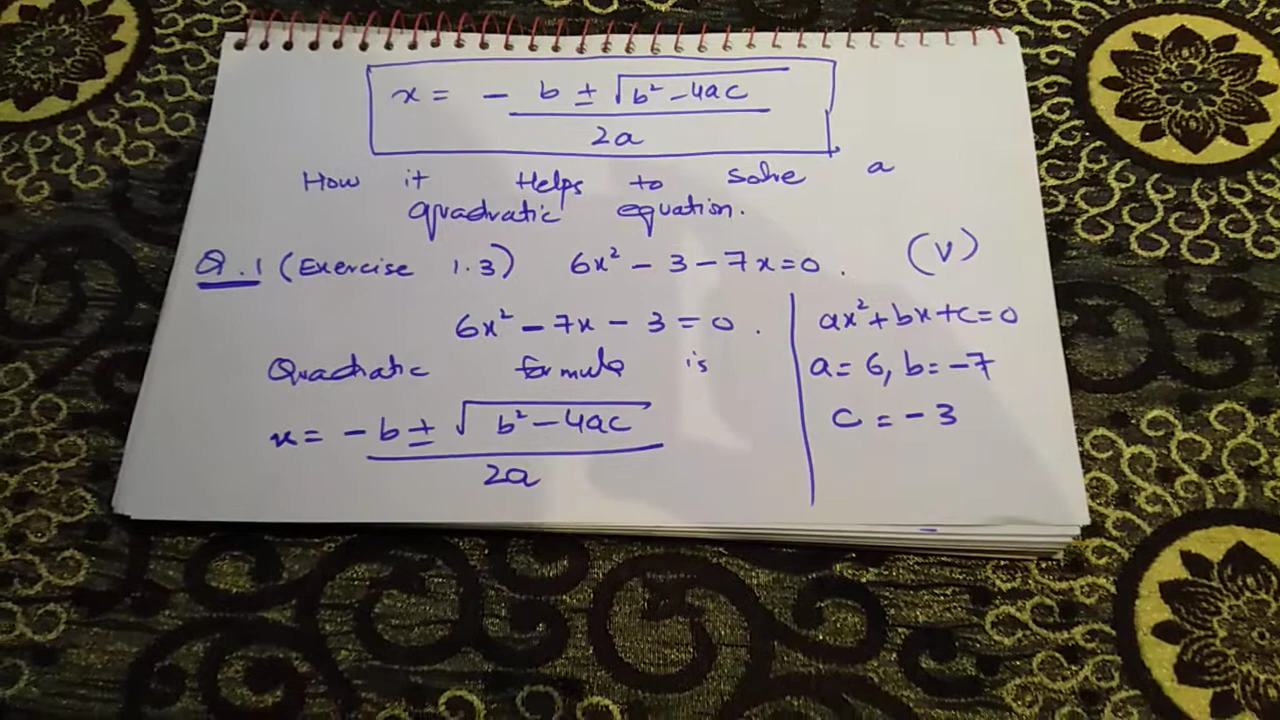 x = - b ± √b² - 4ac / 2a
How it Helps to solve a
quadratic equation.
Q.1 (Exercise 1.3) 6x² - 3 - 7x = 0. (V)
6x² - 7x - 3 = 0.
Quadratic formula is
x = -b ± √b² - 4ac / 2a
ax² + bx + c = 0
a = 6, b = -7
c = -3